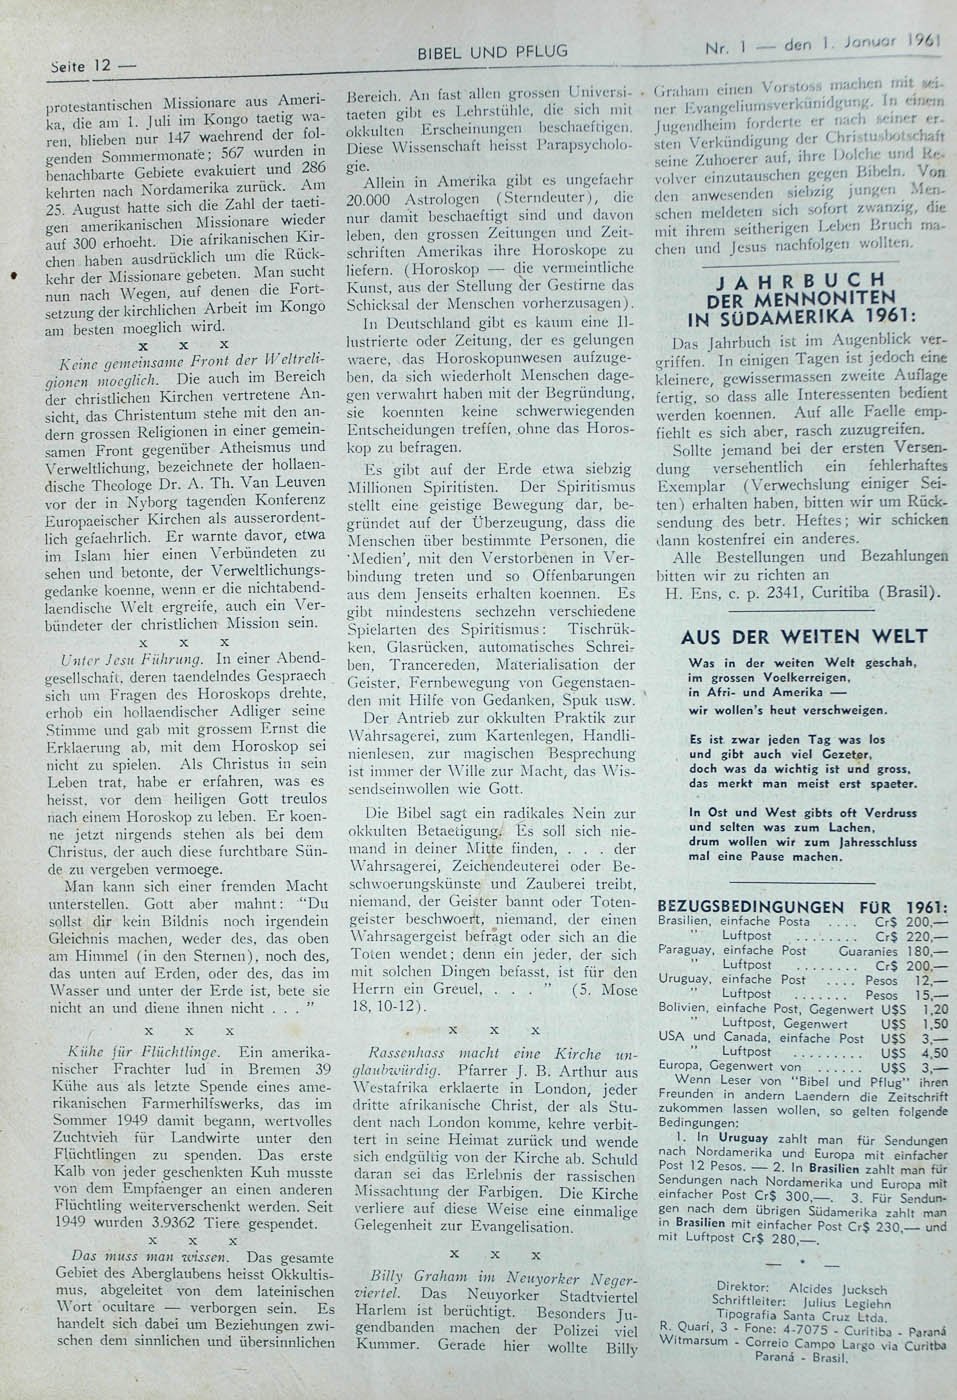 Seite 12 —
BIBEL UND PFLUG
Nr. 1 — den 1. Januar 1961
protestantischen Missionare aus Ameri-
ka, die am 1. Juli im Kongo taetig wa-
ren, blieben nur 147 waehrend der fol-
genden Sommermonate; 567 wurden in
benachbarte Gebiete evakuiert und 286
kehrten nach Nordamerika zurück. Am
25. August hatte sich die Zahl der taeti-
gen amerikanischen Missionare wieder
auf 300 erhoeht. Die afrikanischen Kir-
chen haben ausdrücklich um die Rück-
kehr der Missionare gebeten. Man sucht
nun nach Wegen, auf denen die Fort-
setzung der kirchlichen Arbeit im Kongo
am besten moeglich wird.
x x x
Keine gemeinsame Front der Weltreli-
gionen moeglich. Die auch im Bereich
der christlichen Kirchen vertretene An-
sicht, das Christentum stehe mit den an-
dern grossen Religionen in einer gemein-
samen Front gegenüber Atheismus und
Verweltlichung, bezeichnete der hollaen-
dische Theologe Dr. A. Th. Van Leuven
vor der in Nyborg tagenden Konferenz
Europaeischer Kirchen als ausserordent-
lich gefaehrlich. Er warnte davor, etwa
im Islam hier einen Verbündeten zu
sehen und betonte, der Verweltlichungs-
gedanke koenne, wenn er die nichtabend-
laendische Welt ergreife, auch ein Ver-
bündeter der christlichen Mission sein.
x x x
Unter Jesu Führung. In einer Abend-
gesellschaft, deren taendelndes Gespraech
sich um Fragen des Horoskops drehte,
erhob ein hollaendischer Adliger seine
Stimme und gab mit grossem Ernst die
Erklaerung ab, mit dem Horoskop sei
nicht zu spielen. Als Christus in sein
Leben trat, habe er erfahren, was es
heisst, vor dem heiligen Gott treulos
nach einem Horoskop zu leben. Er koen-
ne jetzt nirgends stehen als bei dem
Christus, der auch diese furchtbare Sün-
de zu vergeben vermoege.
Man kann sich einer fremden Macht
unterstellen. Gott aber mahnt: "Du
sollst dir kein Bildnis noch irgendein
Gleichnis machen, weder des, das oben
am Himmel (in den Sternen), noch des,
das unten auf Erden, oder des, das im
Wasser und unter der Erde ist, bete sie
nicht an und diene ihnen nicht . . . "
x x x
Kühe für Flüchtlinge. Ein amerika-
nischer Frachter lud in Bremen 39
Kühe aus als letzte Spende eines ame-
rikanischen Farmerhilfswerks, das im
Sommer 1949 damit begann, wertvolles
Zuchtvieh für Landwirte unter den
Flüchtlingen zu spenden. Das erste
Kalb von jeder geschenkten Kuh musste
von dem Empfaenger an einen anderen
Flüchtling weiterverschenkt werden. Seit
1949 wurden 3.9362 Tiere gespendet.
x x x
Das muss man wissen. Das gesamte
Gebiet des Aberglaubens heisst Okkultis-
mus, abgeleitet von dem lateinischen
Wort ocultare — verborgen sein. Es
handelt sich dabei um Beziehungen zwi-
schen dem sinnlichen und übersinnlichen
Bereich. An fast allen grossen Universi-
taeten gibt es Lehrstühle, die sich mit
okkulten Erscheinungen beschaeftigen.
Diese Wissenschaft heisst Parapsycholo-
gie.
Allein in Amerika gibt es ungefaehr
20.000 Astrologen (Sterndeuter), die
nur damit beschaeftigt sind und davon
leben, den grossen Zeitungen und Zeit-
schriften Amerikas ihre Horoskope zu
liefern. (Horoskop — die vermeintliche
Kunst, aus der Stellung der Gestirne das
Schicksal der Menschen vorherzusagen).
In Deutschland gibt es kaum eine Il-
lustrierte oder Zeitung, der es gelungen
waere, das Horoskopunwesen aufzuge-
ben, da sich wiederholt Menschen dage-
gen verwahrt haben mit der Begründung,
sie koennten keine schwerwiegenden
Entscheidungen treffen, ohne das Horos-
kop zu befragen.
Es gibt auf der Erde etwa siebzig
Millionen Spiritisten. Der Spiritismus
stellt eine geistige Bewegung dar, be-
gründet auf der Überzeugung, dass die
Menschen über bestimmte Personen, die
'Medien', mit den Verstorbenen in Ver-
bindung treten und so Offenbarungen
aus dem Jenseits erhalten koennen. Es
gibt mindestens sechzehn verschiedene
Spielarten des Spiritismus: Tischrük-
ken, Glasrücken, automatisches Schrei-
ben, Trancereden, Materialisation der
Geister, Fernbewegung von Gegenstaen-
den mit Hilfe von Gedanken, Spuk usw.
Der Antrieb zur okkulten Praktik zur
Wahrsagerei, zum Kartenlegen, Handli-
nienlesen, zur magischen Besprechung
ist immer der Wille zur Macht, das Wis-
sendseinwollen wie Gott.
Die Bibel sagt ein radikales Nein zur
okkulten Betaetigung. Es soll sich nie-
mand in deiner Mitte finden, . . . der
Wahrsagerei, Zeichendeuterei oder Be-
schwoerungskünste und Zauberei treibt,
niemand, der Geister bannt oder Toten-
geister beschwoert, niemand, der einen
Wahrsagergeist befragt oder sich an die
Toten wendet; denn ein jeder, der sich
mit solchen Dingen befasst, ist für den
Herrn ein Greuel, . . . . " (5. Mose
18, 10-12).
x x x
Rassenhass macht eine Kirche un-
glaubwürdig. Pfarrer J. B. Arthur aus
Westafrika erklaerte in London, jeder
dritte afrikanische Christ, der als Stu-
dent nach London komme, kehre verbit-
tert in seine Heimat zurück und wende
sich endgültig von der Kirche ab. Schuld
daran sei das Erlebnis der rassischen
Missachtung der Farbigen. Die Kirche
verliere auf diese Weise eine einmalige
Gelegenheit zur Evangelisation.
x x x
Billy Graham im Neuyorker Neger-
viertel. Das Neuyorker Stadtviertel
Harlem ist berüchtigt. Besonders Ju-
gendbanden machen der Polizei viel
Kummer. Gerade hier wollte Billy
Graham einen Vorstoss machen mit sei-
ner Evangeliumsverkünidgung. In einem
Jugendheim forderte er nach seiner er-
sten Verkündigung der Christusbotschaft
seine Zuhoerer auf, ihre Dolche und Re-
volver einzutauschen gegen Bibeln. Von
den anwesenden siebzig jungen Men-
schen meldeten sich sofort zwanzig, die
mit ihrem seitherigen Leben Bruch ma-
chen und Jesus nachfolgen wollten.
JAHRBUCH
DER MENNONITEN
IN SÜDAMERIKA 1961:
Das Jahrbuch ist im Augenblick ver-
griffen. In einigen Tagen ist jedoch eine
kleinere, gewissermassen zweite Auflage
fertig, so dass alle Interessenten bedient
werden koennen. Auf alle Faelle emp-
fiehlt es sich aber, rasch zuzugreifen.
Sollte jemand bei der ersten Versen-
dung versehentlich ein fehlerhaftes
Exemplar (Verwechslung einiger Sei-
ten) erhalten haben, bitten wir um Rück-
sendung des betr. Heftes; wir schicken
dann kostenfrei ein anderes.
Alle Bestellungen und Bezahlungen
bitten wir zu richten an
H. Ens, c. p. 2341, Curitiba (Brasil).
AUS DER WEITEN WELT
Was in der weiten Welt geschah,
im grossen Voelkerreigen,
in Afri- und Amerika —
wir wollen's heut verschweigen.
Es ist zwar jeden Tag was los
und gibt auch viel Gezeter,
doch was da wichtig ist und gross,
das merkt man meist erst spaeter.
In Ost und West gibts oft Verdruss
und selten was zum Lachen,
drum wollen wir zum Jahresschluss
mal eine Pause machen.
BEZUGSBEDINGUNGEN FÜR 1961:
Brasilien, einfache Posta .... Cr$ 200,—
" Luftpost ........ Cr$ 220,—
Paraguay, einfache Post Guaranies 180,—
" Luftpost ........ Cr$ 200,—
Uruguay, einfache Post .... Pesos 12,—
" Luftpost ....... Pesos 15,—
Bolivien, einfache Post, Gegenwert U$S 1,20
" Luftpost, Gegenwert U$S 1,50
USA und Canada, einfache Post U$S 3,—
" Luftpost ......... U$S 4,50
Europa, Gegenwert von ...... U$S 3,—
Wenn Leser von "Bibel und Pflug" ihren
Freunden in andern Laendern die Zeitschrift
zukommen lassen wollen, so gelten folgende
Bedingungen:
1. In Uruguay zahlt man für Sendungen
nach Nordamerika und Europa mit einfacher
Post 12 Pesos. — 2. In Brasilien zahlt man für
Sendungen nach Nordamerika und Europa mit
einfacher Post Cr$ 300,—. 3. Für Sendun-
gen nach dem übrigen Südamerika zahlt man
in Brasilien mit einfacher Post Cr$ 230,— und
mit Luftpost Cr$ 280,—.
— * —
Direktor: Alcides Jucksch
Schriftleiter: Julius Legiehn
Tipografia Santa Cruz Ltda.
R. Quarí, 3 - Fone: 4-7075 - Curitiba - Paraná
Witmarsum - Correio Campo Largo via Curitba
Paraná - Brasil.